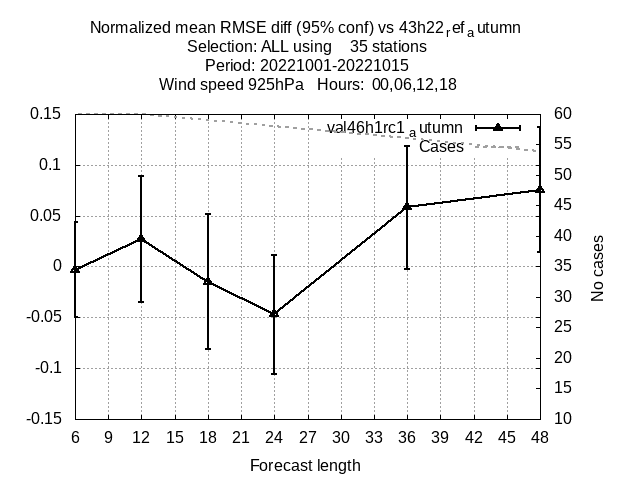 Normalized mean RMSE diff (95% conf) vs 43h22refautumn
Selection: ALL using 35 stations
Period: 20221001-20221015
Wind speed 925hPa Hours: 00,06,12,18
val46h1rc1autumn
Cases
0.15
0.1
0.05
0
-0.05
-0.1
-0.15
60
55
50
45
40
35
30
25
20
15
10
No cases
6 9 12 15 18 21 24 27 30 33 36 39 42 45 48
Forecast length